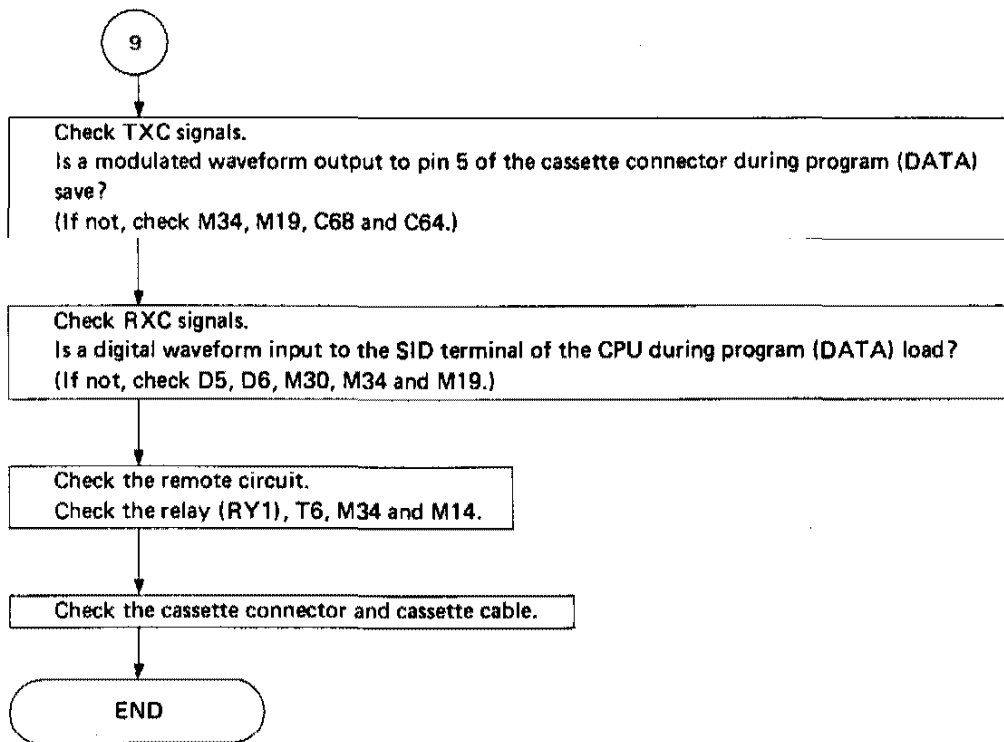 9
Check TXC signals.
Is a modulated waveform output to pin 5 of the cassette connector during program (DATA)
save?
(If not, check M34, M19, C68 and C64.)
Check RXC signals.
Is a digital waveform input to the SID terminal of the CPU during program (DATA) load?
(If not, check D5, D6, M30, M34 and M19.)
Check the remote circuit.
Check the relay (RY1), T6, M34 and M14.
Check the cassette connector and cassette cable.
END